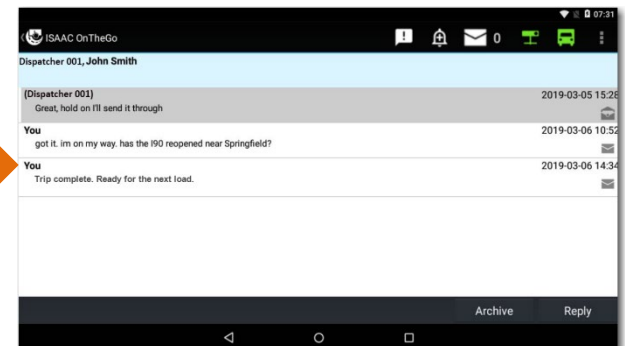 07:31
ISAAC OnTheGo
0
Dispatcher 001, John Smith
(Dispatcher 001) 2019-03-05 15:28
Great, hold on I'll send it through
You 2019-03-06 10:52
got it. im on my way. has the I90 reopened near Springfield?
You 2019-03-06 14:34
Trip complete. Ready for the next load.
Archive Reply